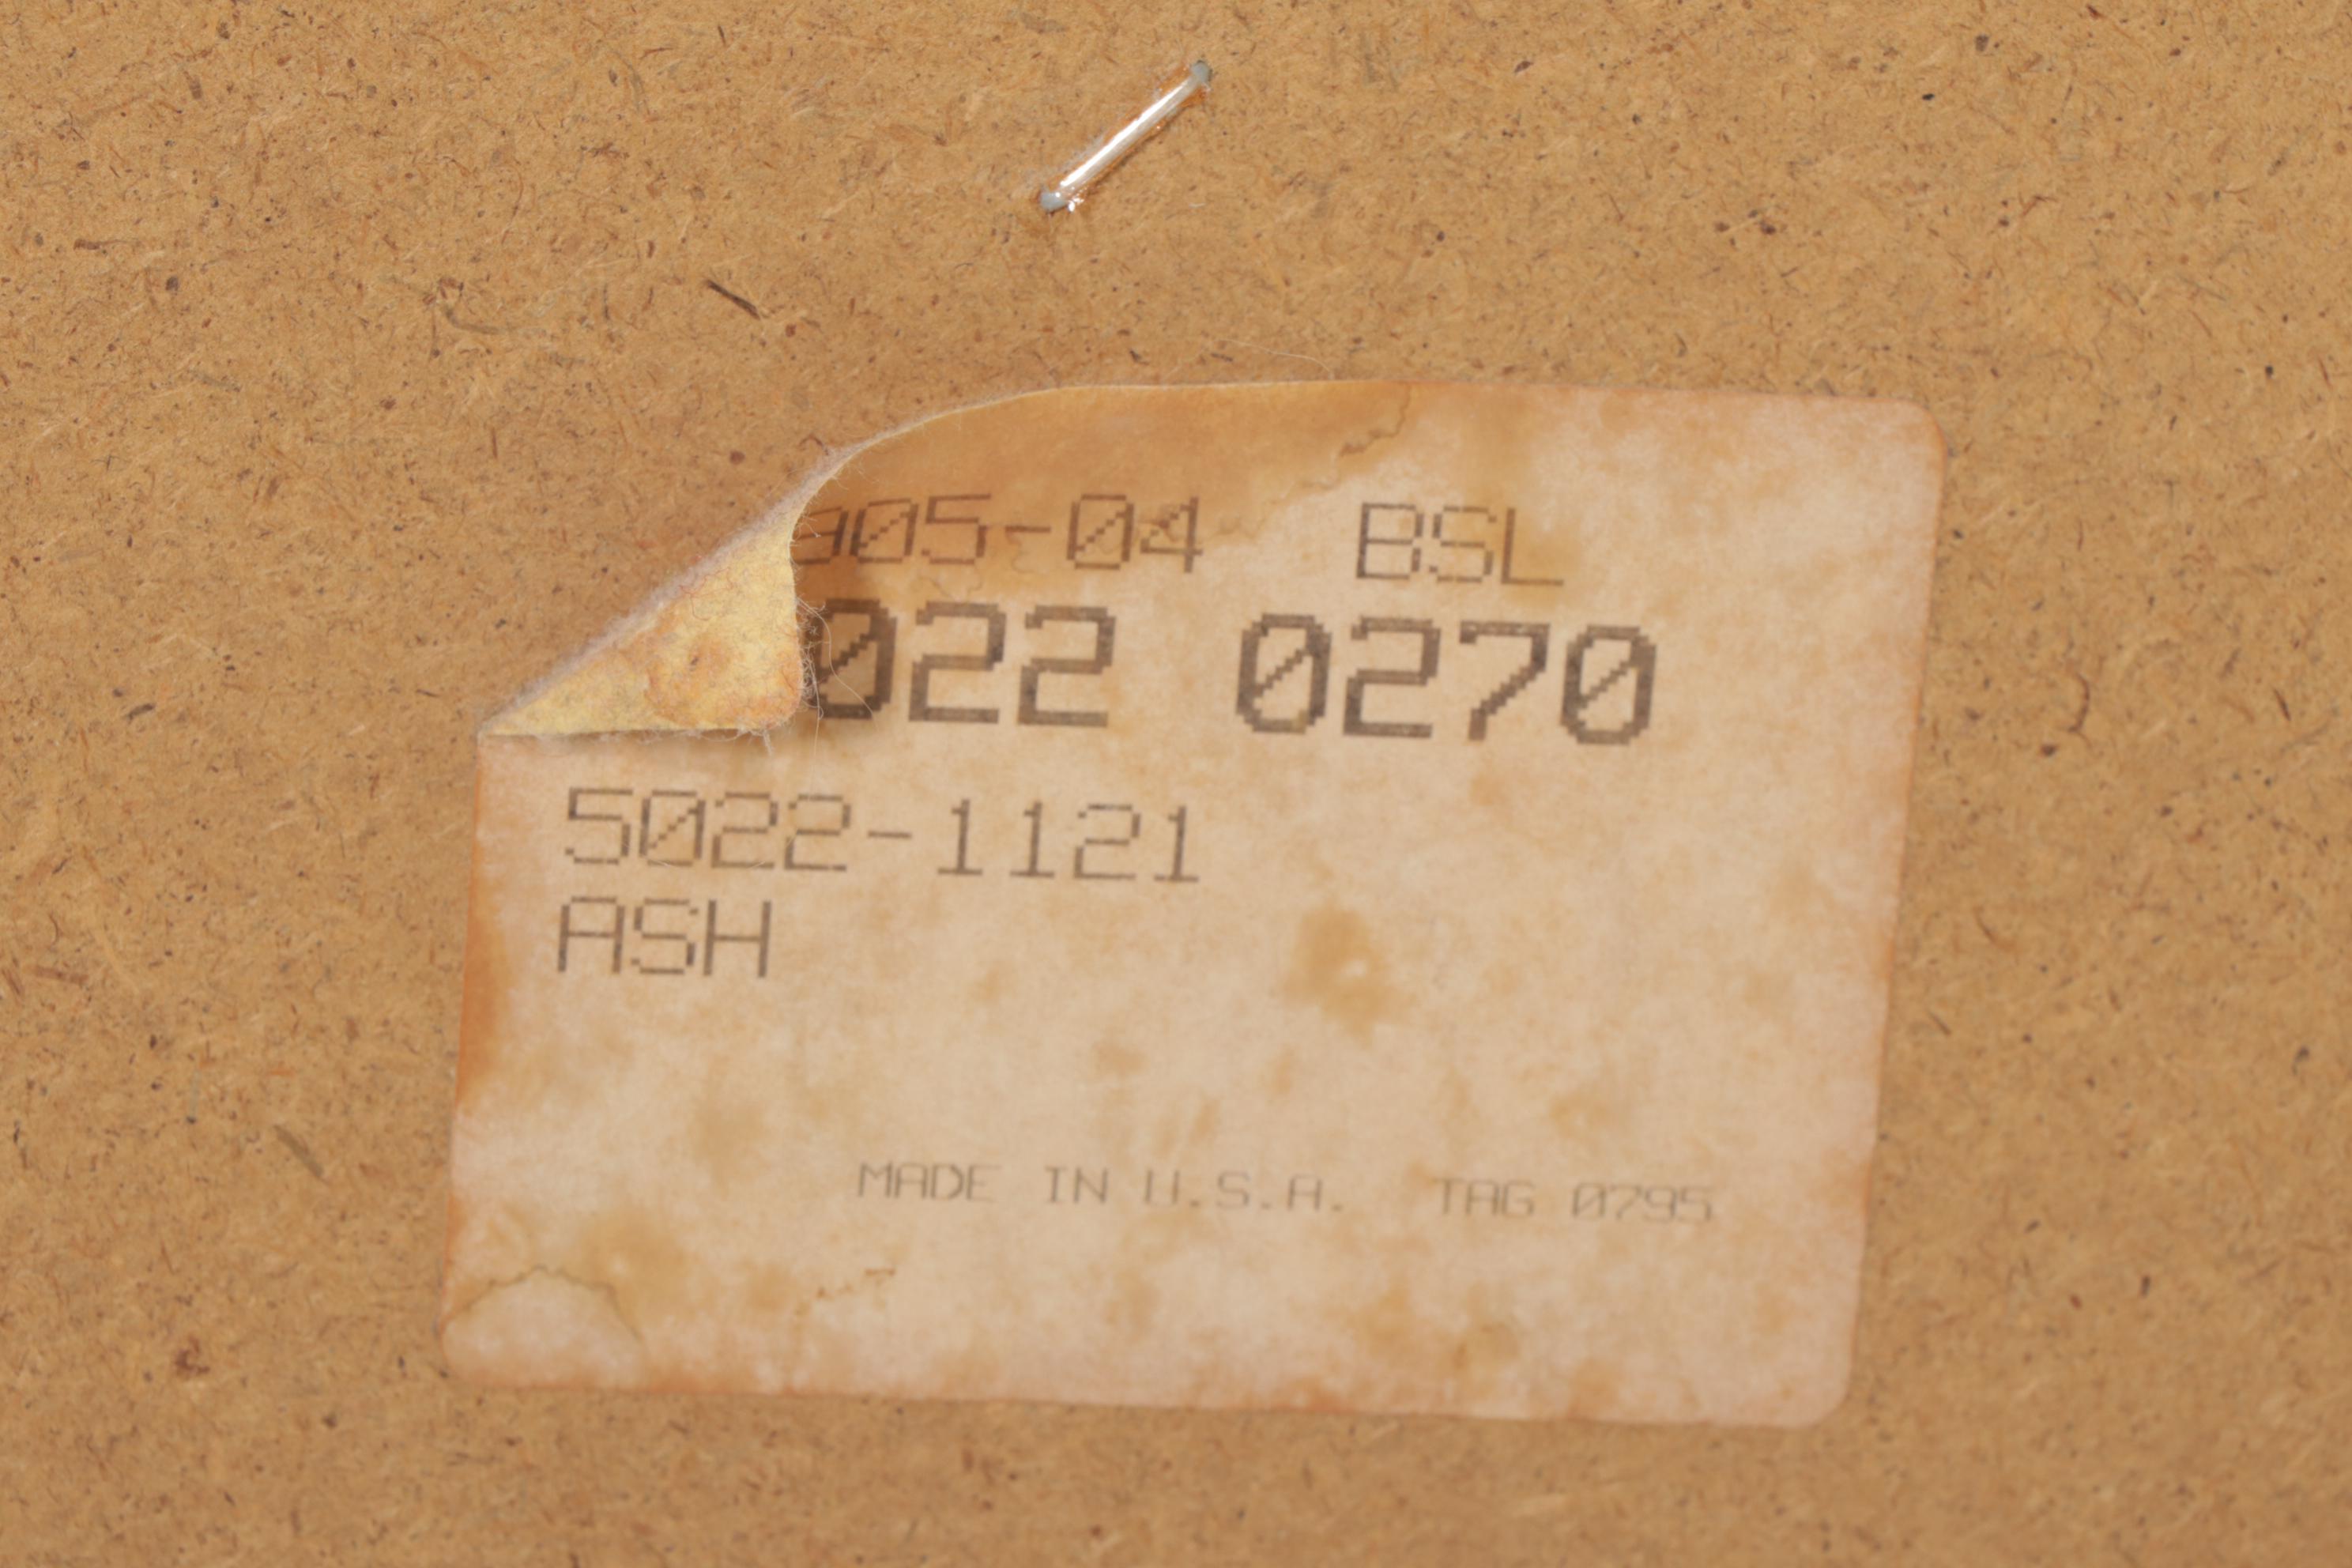 905-04 BSL
022 0270
5022-1121
ASH
MADE IN U.S.A. TAG 0795